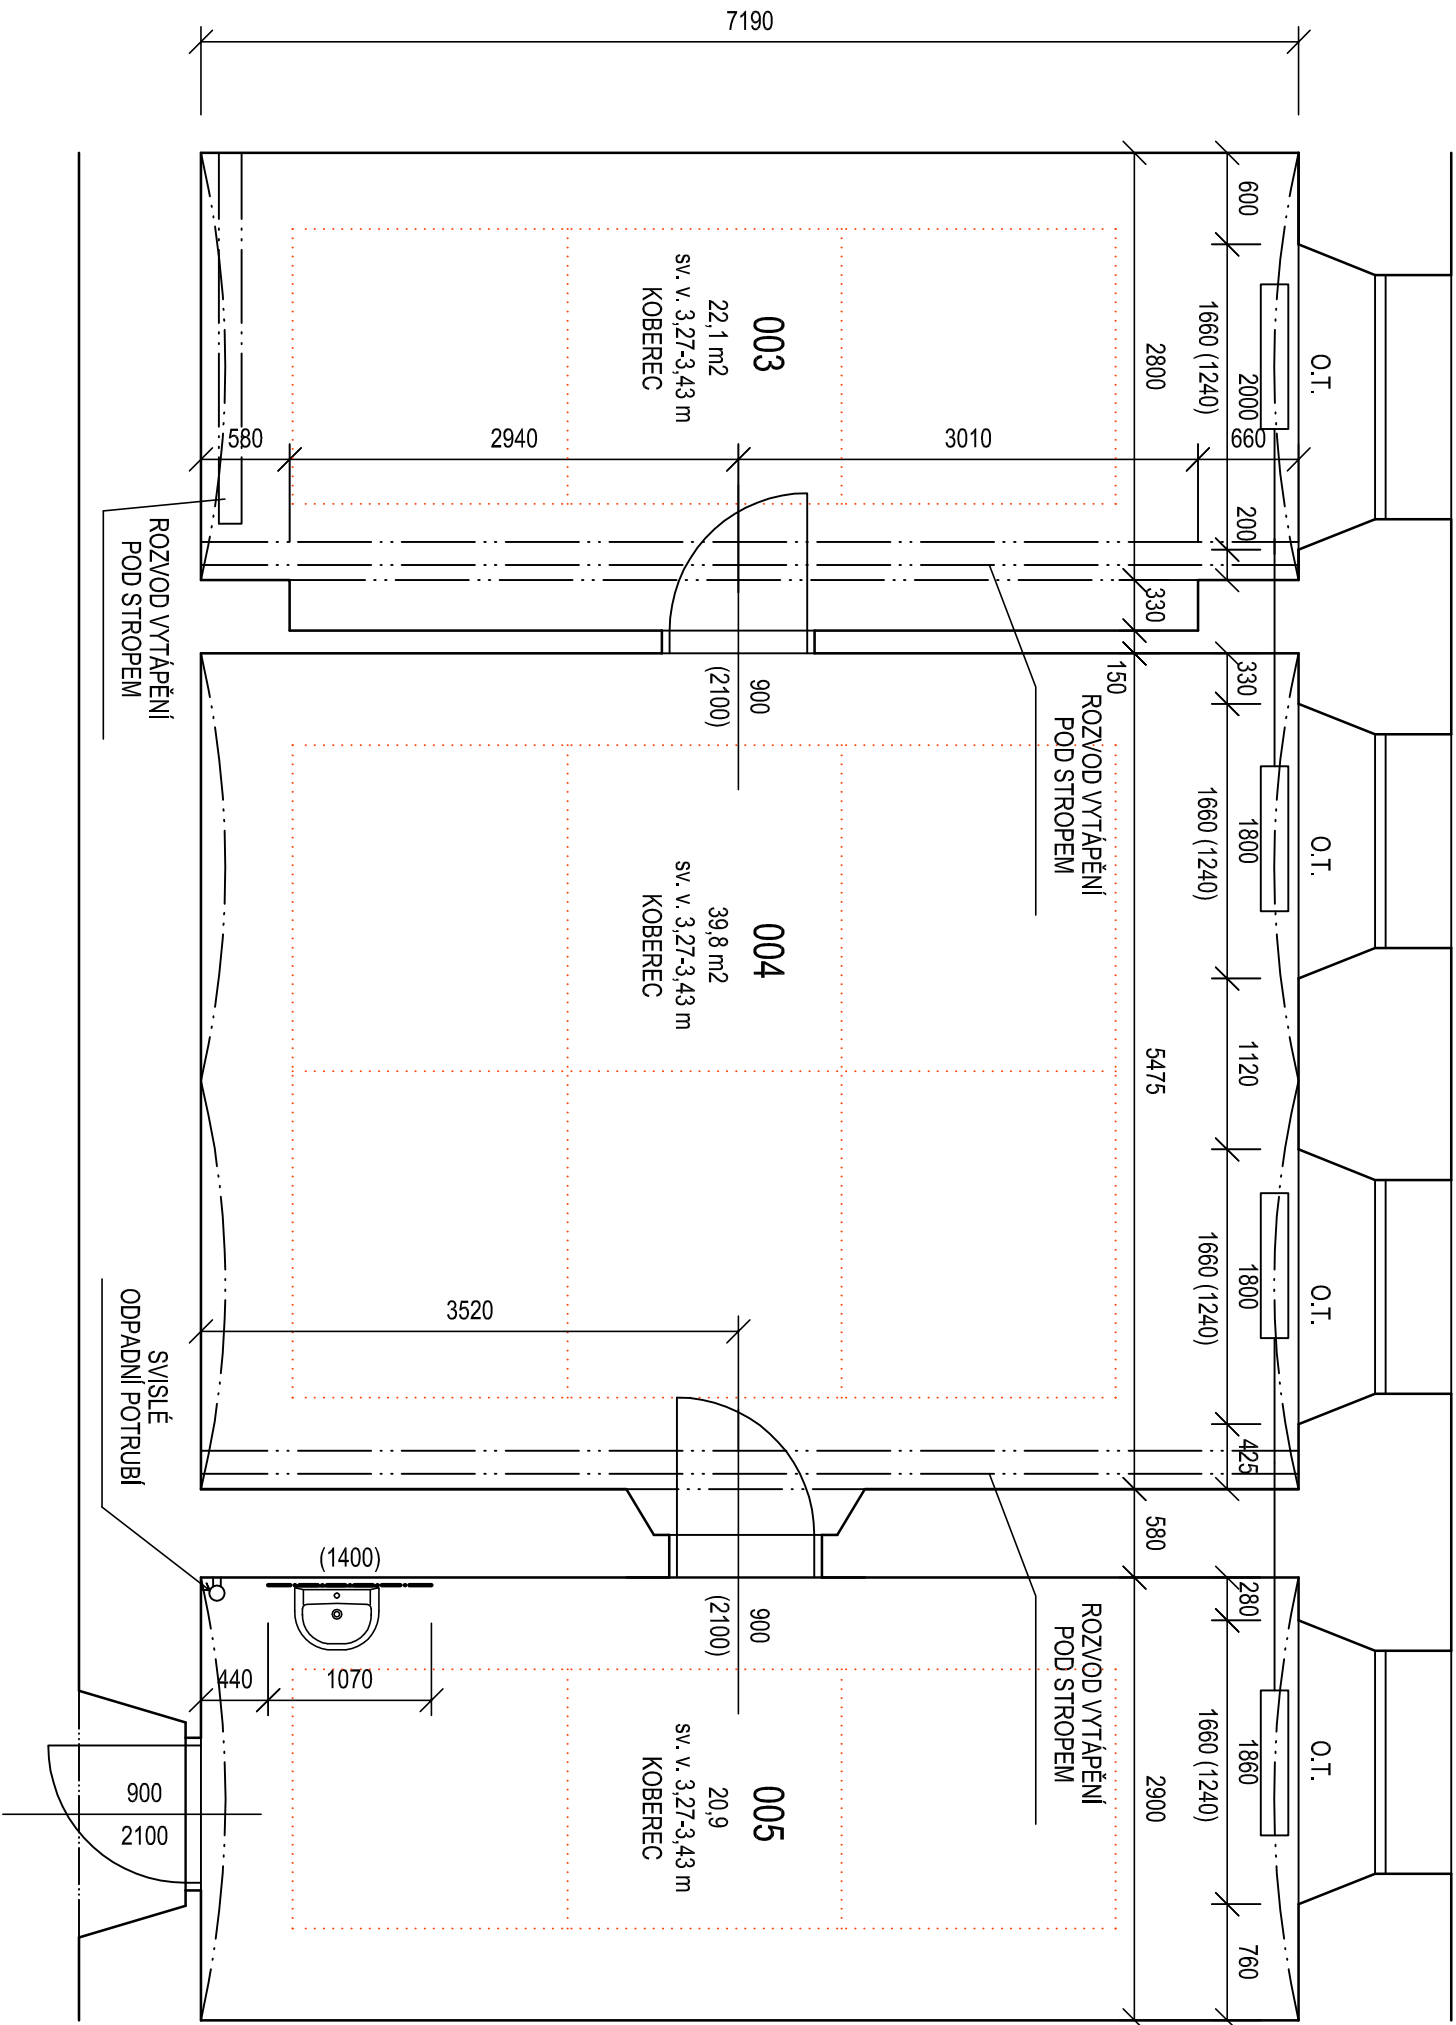 7190
600
1660 (1240)
2000
200
O.T.
2800
330
150
003
22,1 m2
sv. v. 3,27-3,43 m
KOBEREC
580
2940
3010
660
ROZVOD VYTÁPĚNÍ
POD STROPEM
900
(2100)
ROZVOD VYTÁPĚNÍ
POD STROPEM
330
1660 (1240)
1800
O.T.
1120
5475
004
39,8 m2
sv. v. 3,27-3,43 m
KOBEREC
1660 (1240)
1800
O.T.
425
3520
SVISLÉ
ODPADNÍ POTRUBÍ
580
(1400)
900
(2100)
ROZVOD VYTÁPĚNÍ
POD STROPEM
280
1660 (1240)
1860
O.T.
760
2900
440
1070
005
20,9
sv. v. 3,27-3,43 m
KOBEREC
900
2100